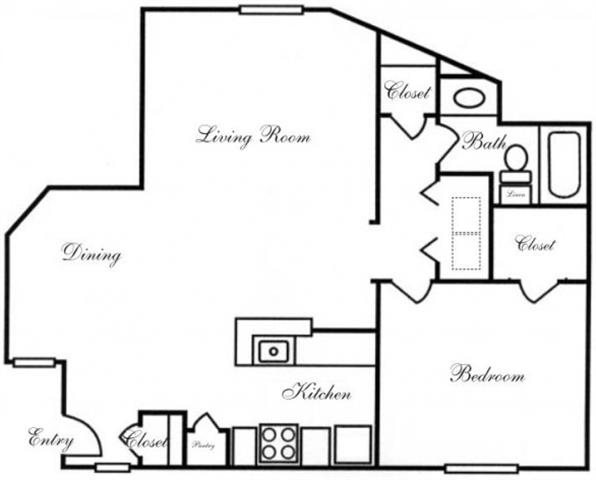 Closet
Living Room
Bath
Linen
Closet
Dining
Bedroom
Kitchen
Entry
Closet
Pantry